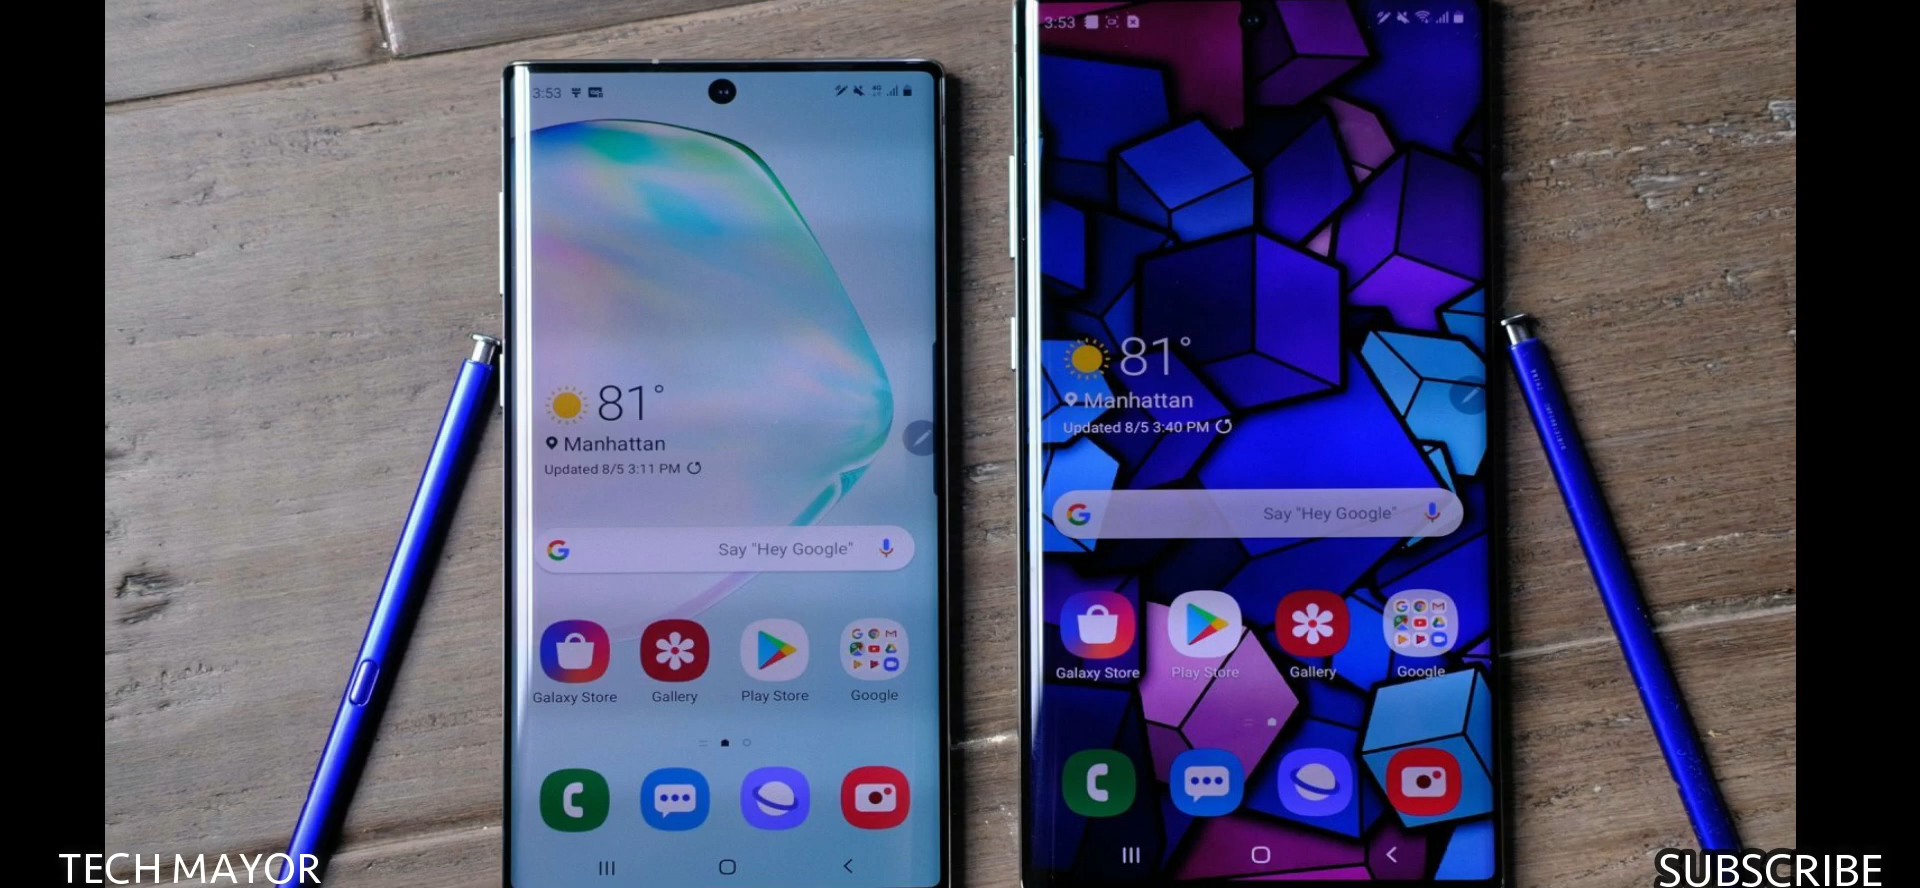 3:53
81°
Manhattan
Updated 8/5 3:11 PM
G Say "Hey Google"
Galaxy Store Gallery Play Store Google
3:53
81°
Manhattan
Updated 8/5 3:40 PM
G Say "Hey Google"
Galaxy Store Play Store Gallery Google
TECH MAYOR
SUBSCRIBE